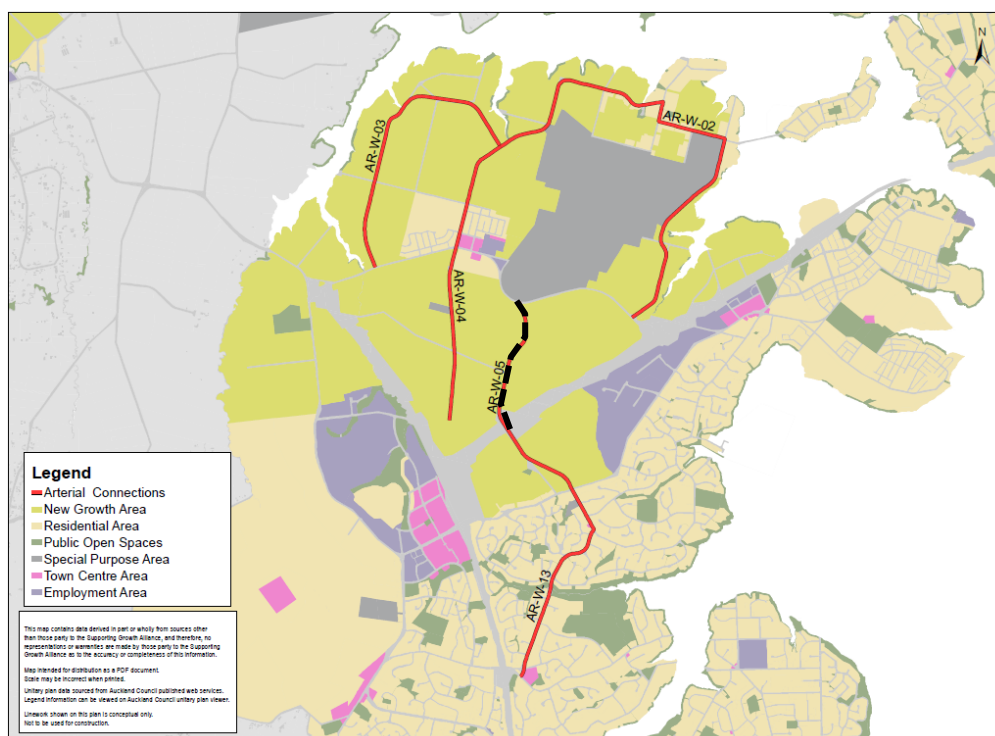 N
AR-W-03
AR-W-02
AR-W-04
AR-W-05
AR-W-13
Legend
Arterial Connections
New Growth Area
Residential Area
Public Open Spaces
Special Purpose Area
Town Centre Area
Employment Area
This map contains data derived in part or wholly from sources other
than those party to the Supporting Growth Alliance, and therefore, no
representations or warranties are made by those party to the Supporting
Growth Alliance as to the accuracy or completeness of this information.
Map intended for distribution as a PDF document.
Scale may be incorrect when printed.
Unitary plan data sourced from Auckland Council published web services.
Legend information can be viewed on Auckland Council unitary plan viewer.
Linework shown on this plan is conceptual only.
Not to be used for construction.